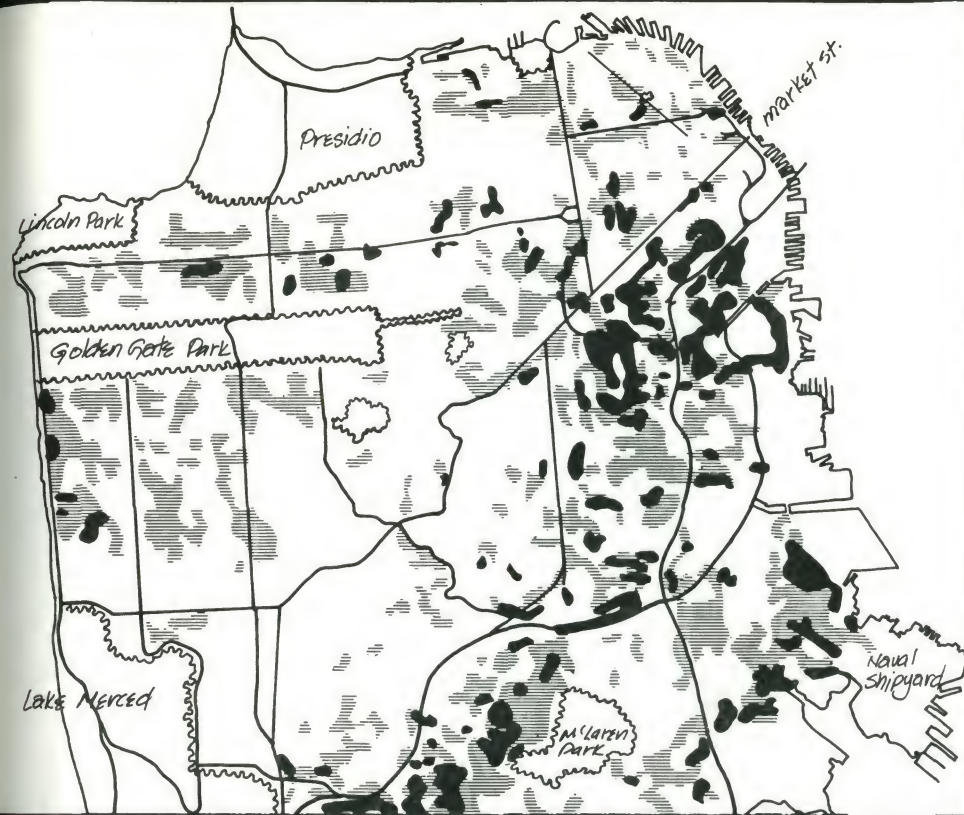 market st.
Presidio
Lincoln Park
Golden Gate Park
Lake Merced
Naval
Shipyard
McLaren
Park